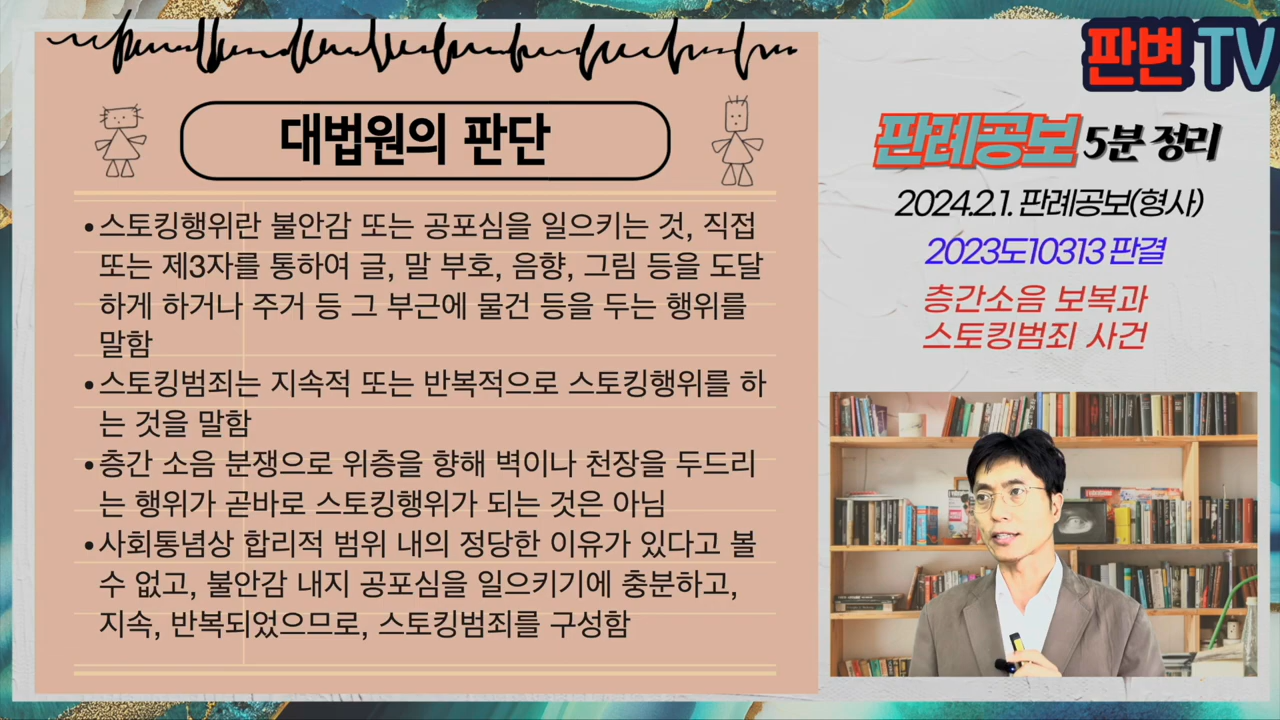 판변 TV
대법원의 판단
•스토킹행위란 불안감 또는 공포심을 일으키는 것, 직접
또는 제3자를 통하여 글, 말 부호, 음향, 그림 등을 도달
하게 하거나 주거 등 그 부근에 물건 등을 두는 행위를
말함
•스토킹범죄는 지속적 또는 반복적으로 스토킹행위를 하
는 것을 말함
•층간 소음 분쟁으로 위층을 향해 벽이나 천장을 두드리
는 행위가 곧바로 스토킹행위가 되는 것은 아님
•사회통념상 합리적 범위 내의 정당한 이유가 있다고 볼
수 없고, 불안감 내지 공포심을 일으키기에 충분하고,
지속, 반복되었으므로, 스토킹범죄를 구성함
판례공보 5분 정리
2024.2.1. 판례공보(형사)
2023도10313 판결
층간소음 보복과
스토킹범죄 사건